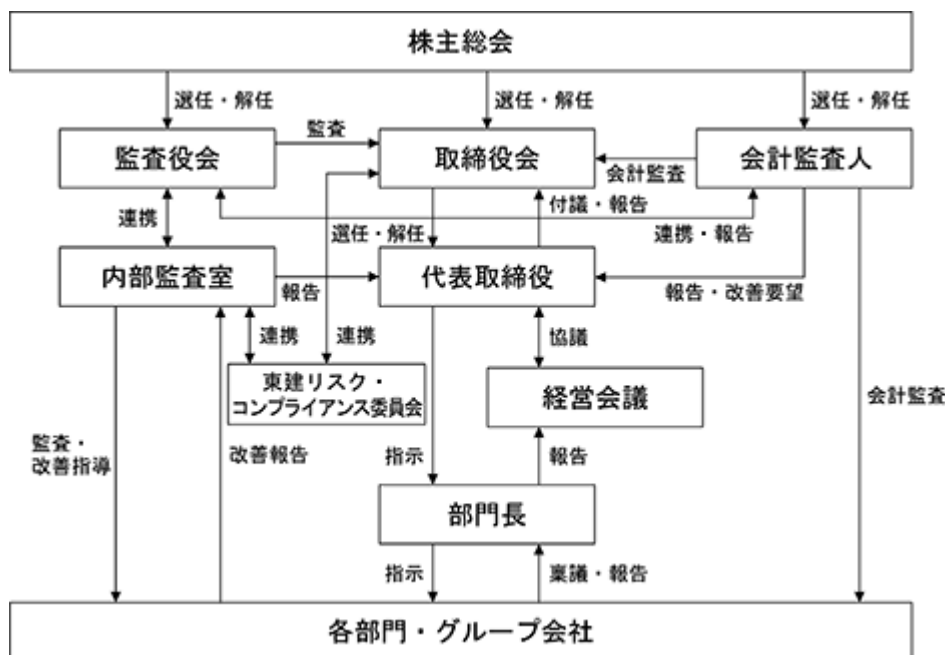 株主総会
選任・解任
選任・解任
選任・解任
監査
監査役会
取締役会
会計監査人
会計監査
付議・報告
連携
選任・解任
連携・報告
内部監査室
代表取締役
報告
報告・改善要望
連携
連携
協議
東建リスク・
コンプライアンス委員会
経営会議
会計監査
監査・
改善指導
改善報告
指示
報告
部門長
指示
稟議・報告
各部門・グループ会社